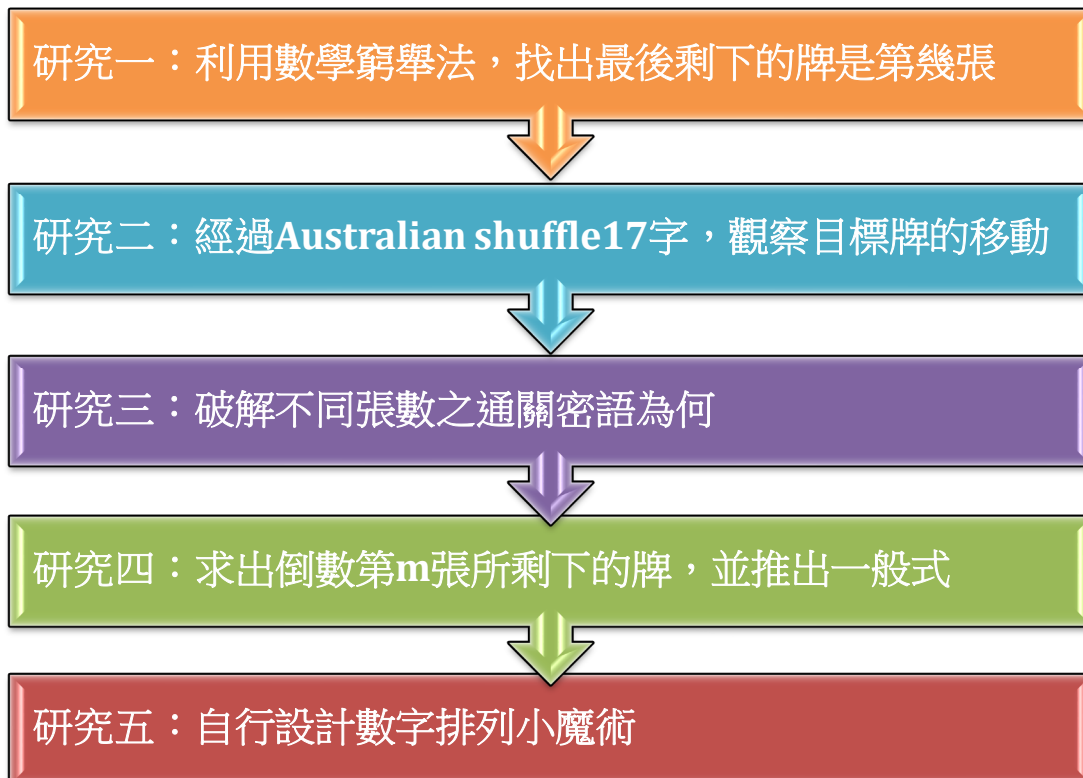 研究一：利用數學窮舉法，找出最後剩下的牌是第幾張
研究二：經過Australian shuffle17字，觀察目標牌的移動
研究三：破解不同張數之通關密語為何
研究四：求出倒數第m張所剩下的牌，並推出一般式
研究五：自行設計數字排列小魔術